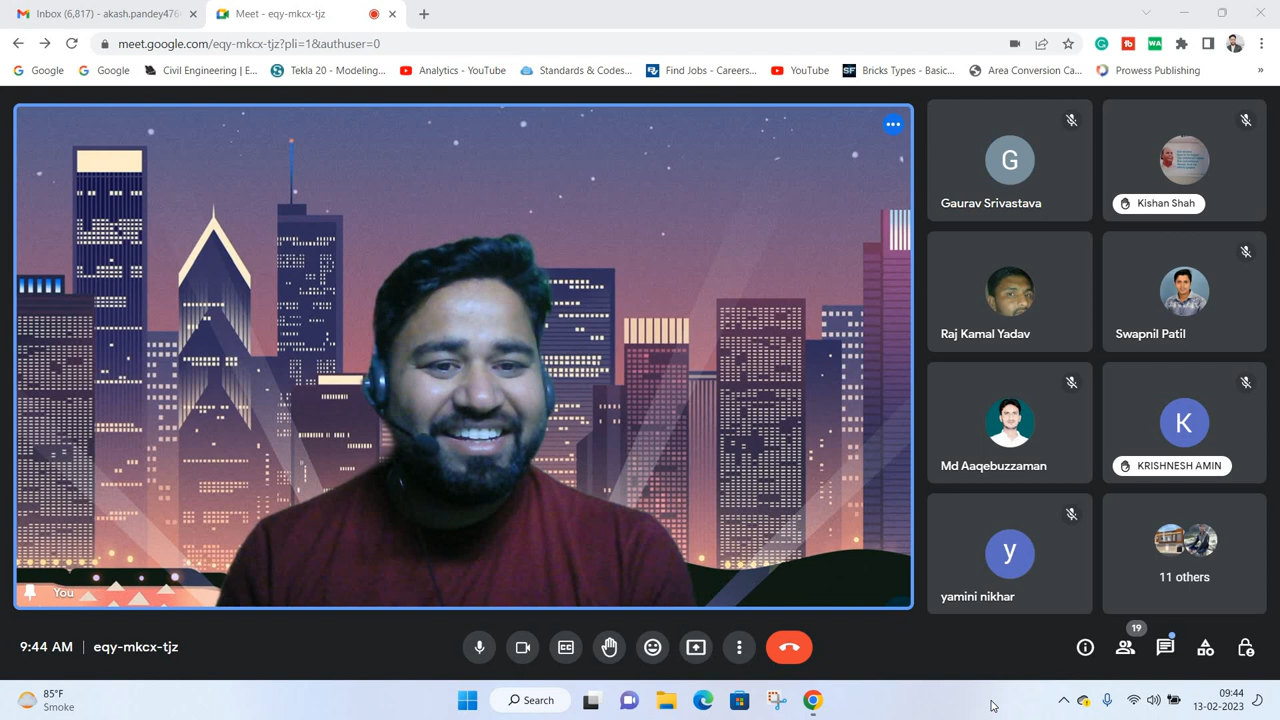 Inbox (6,817) - akash.pandey476
Meet - eqy-mkcx-tjz
meet.google.com/eqy-mkcx-tjz?pli=1&authuser=0
Google
Google
Civil Engineering | E...
Tekla 20 - Modeling...
Analytics - YouTube
Standards & Codes...
Find Jobs - Careers...
YouTube
SF
Bricks Types - Basic...
Area Conversion Ca...
Prowess Publishing
»
G
Gaurav Srivastava
Kishan Shah
Raj Kamal Yadav
Swapnil Patil
Md Aaqebuzzaman
K
KRISHNESH AMIN
y
yamini nikhar
11 others
You
9:44 AM | eqy-mkcx-tjz
19
85°F
Smoke
Search
09:44
13-02-2023